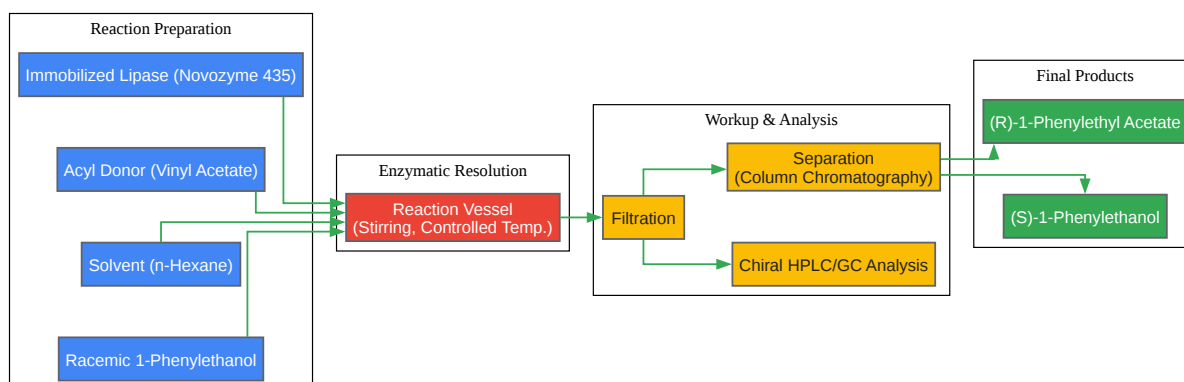 Reaction Preparation
Immobilized Lipase (Novozyme 435)
Acyl Donor (Vinyl Acetate)
Solvent (n-Hexane)
Racemic 1-Phenylethanol
Enzymatic Resolution
Reaction Vessel
(Stirring, Controlled Temp.)
Workup & Analysis
Filtration
Separation
(Column Chromatography)
Chiral HPLC/GC Analysis
Final Products
(R)-1-Phenylethyl Acetate
(S)-1-Phenylethanol